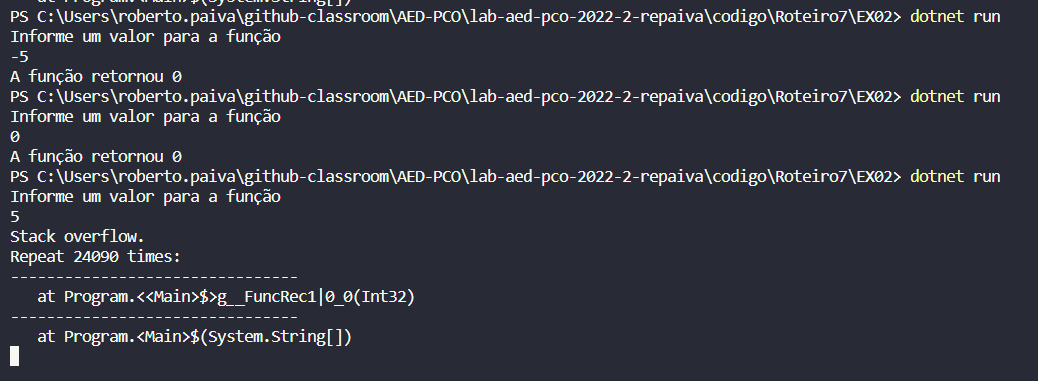 at Program.<Main>$(System.String[])
PS C:\Users\roberto.paiva\github-classroom\AED-PCO\lab-aed-pco-2022-2-repaiva\codigo\Roteiro7\EX02> dotnet run
Informe um valor para a função
-5
A função retornou 0
PS C:\Users\roberto.paiva\github-classroom\AED-PCO\lab-aed-pco-2022-2-repaiva\codigo\Roteiro7\EX02> dotnet run
Informe um valor para a função
0
A função retornou 0
PS C:\Users\roberto.paiva\github-classroom\AED-PCO\lab-aed-pco-2022-2-repaiva\codigo\Roteiro7\EX02> dotnet run
Informe um valor para a função
5
Stack overflow.
Repeat 24090 times:
--------------------------------
at Program.<<Main>$>g__FuncRec1|0_0(Int32)
--------------------------------
at Program.<Main>$(System.String[])